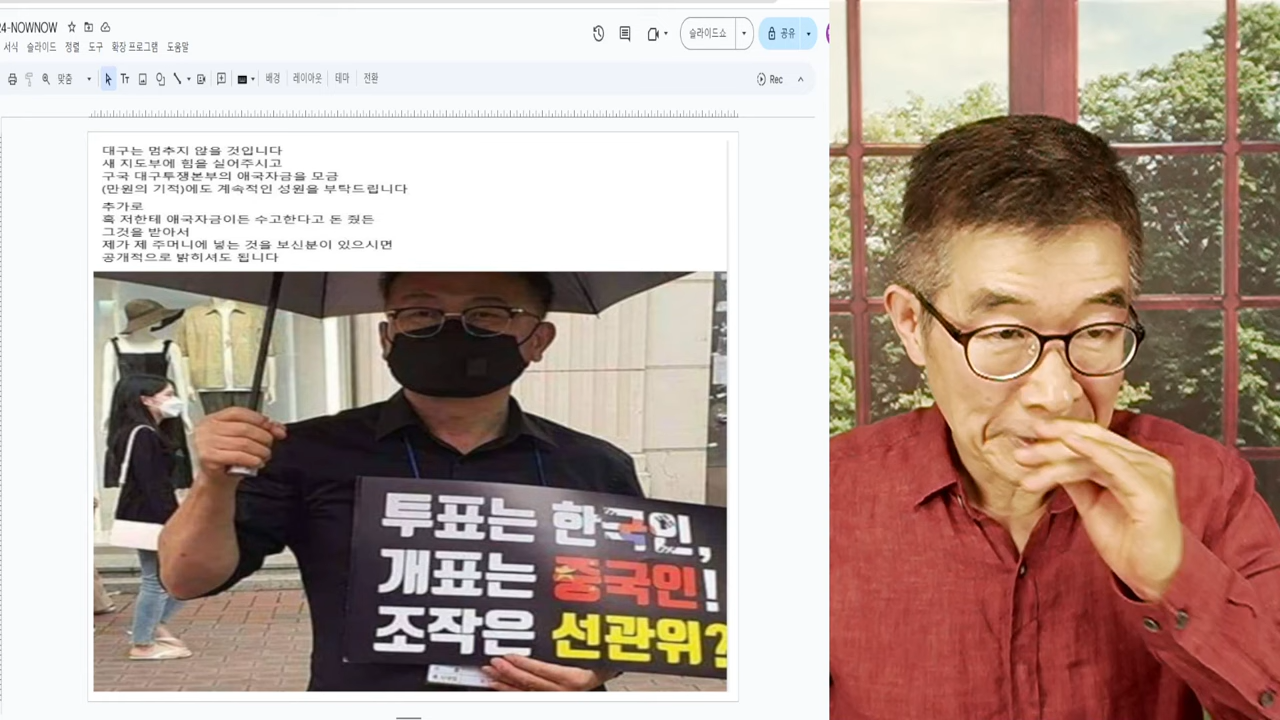 24-NOWNOW
서식 슬라이드 정렬 도구 확장 프로그램 도움말
슬라이드쇼
공유
맞춤
Tт
배경 레이아웃 테마 전환
Rec
대구는 멈추지 않을 것입니다
새 지도부에 힘을 실어주시고
구국 대구투쟁본부의 애국자금을 모금
(만원의 기적)에도 계속적인 성원을 부탁드립니다
추가로
혹 저한테 애국자금이든 수고한다고 돈 줬든
그것을 받아서
제가 제 주머니에 넣는 것을 보신분이 있으시면
공개적으로 밝히셔도 됩니다
투표는 한국인,
개표는 중국인!
조작은 선관위?